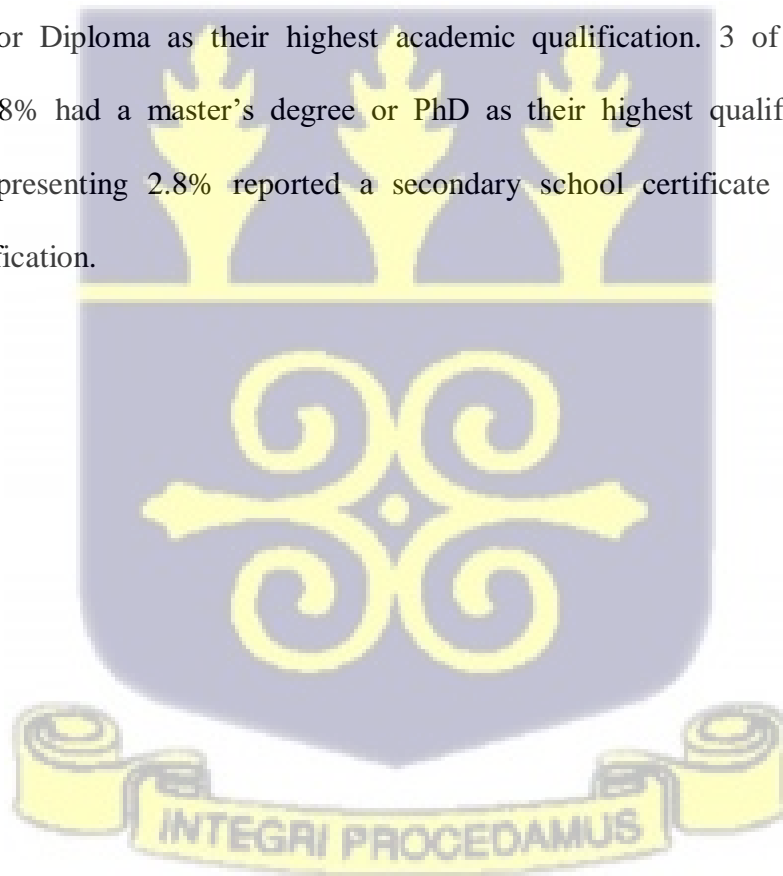 or Diploma as their highest academic qualification. 3 of
8% had a master's degree or PhD as their highest qualif
presenting 2.8% reported a secondary school certificate
fication.
INTEGRI PROCEDAMUS